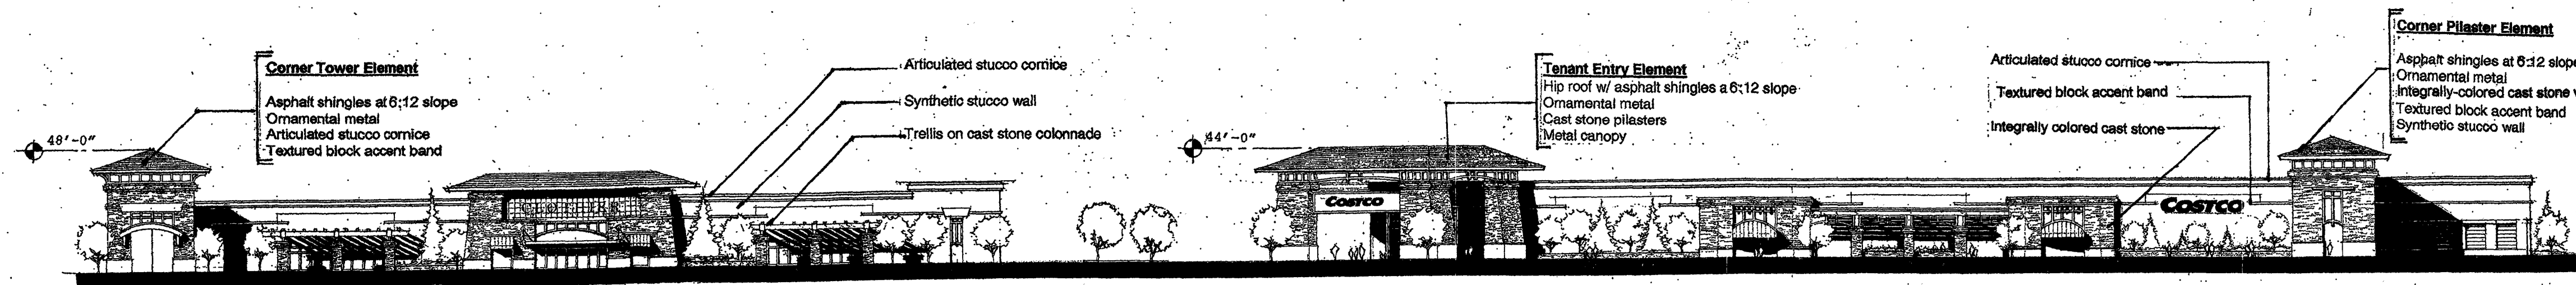 Corner Tower Element
Asphalt shingles at 6:12 slope
Ornamental metal
Articulated stucco cornice
Textured block accent band
48'-0"
Articulated stucco cornice
Synthetic stucco wall
Trellis on cast stone colonnade
CLOTHIER
44'-0"
Tenant Entry Element
Hip roof w/ asphalt shingles a 6:12 slope
Ornamental metal
Cast stone pilasters
Metal canopy
COSTCO
Articulated stucco cornice
Textured block accent band
Integrally colored cast stone
COSTCO
Corner Pilaster Element
Asphalt shingles at 6:12 slope
Ornamental metal
Integrally-colored cast stone
Textured block accent band
Synthetic stucco wall